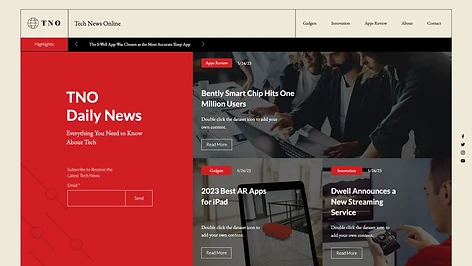 TNO
Tech News Online
Gadgets
Innovation
Apps Review
About
Contact
Highlights:
The S-Well App Was Chosen as the Most Accurate Sleep App
TNO
Daily News
Everything You Need to Know
About Tech
Subscribe to Receive the
Latest Tech News
Email *
Send
Apps Review
5/24/23
Bently Smart Chip Hits One
Million Users
Double click the dataset icon to add your
own content.
Read More
Gadgets
5/24/23
2023 Best AR Apps
for iPad
Double click the dataset icon to
add your own content.
Read More
Innovation
5/24/23
Dwell Announces a
New Streaming
Service
Double click the dataset icon to
add your own content.
Read More